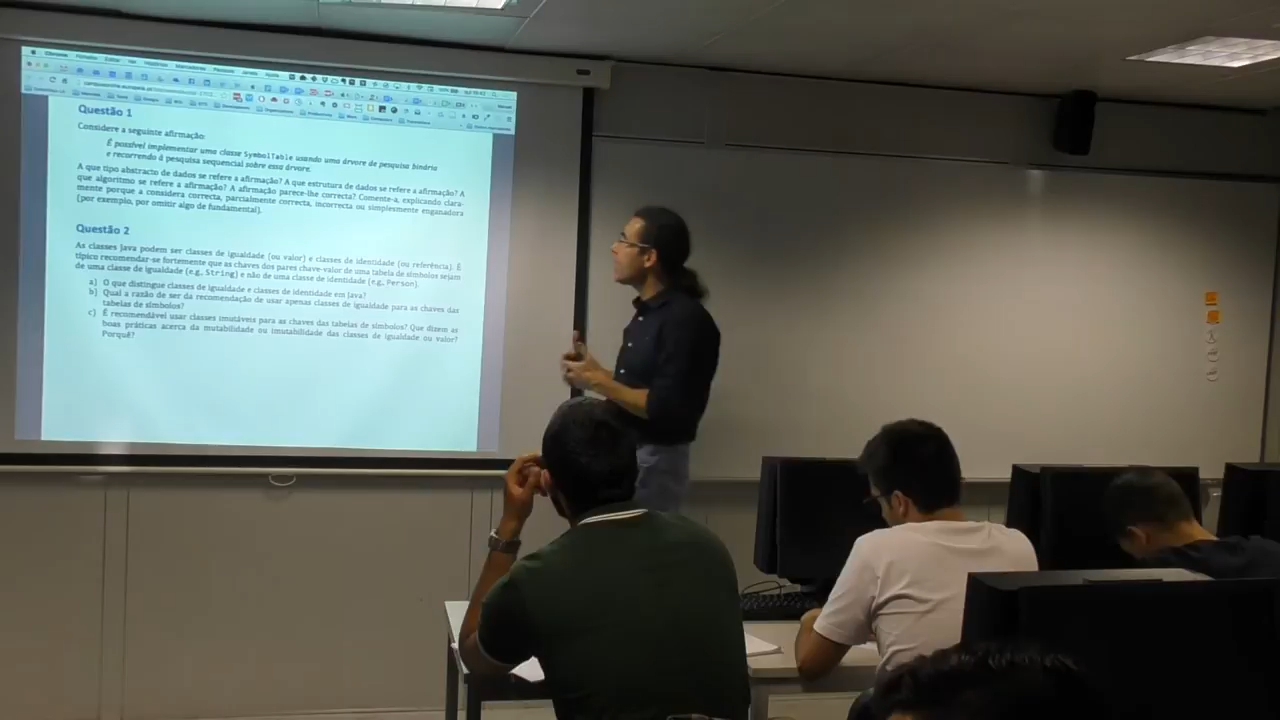 Questão 1
Considere a seguinte afirmação:
É possível implementar uma classe SymbolTable usando uma árvore de pesquisa binária
e recorrendo à pesquisa sequencial sobre essa árvore.
A que tipo abstracto de dados se refere a afirmação? A que estrutura de dados se refere a afirmação? A
que algoritmo se refere a afirmação? A afirmação parece-lhe correcta? Comente-a, explicando clara-
mente porque a considera correcta, parcialmente correcta, incorrecta ou simplesmente enganadora
(por exemplo, por omitir algo de fundamental).
Questão 2
As classes Java podem ser classes de igualdade (ou valor) e classes de identidade (ou referência). É
típico recomendar-se fortemente que as chaves dos pares chave-valor de uma tabela de símbolos sejam
de uma classe de igualdade (e.g., String) e não de uma classe de identidade (e.g., Person).
a) O que distingue classes de igualdade e classes de identidade em Java?
b) Qual a razão de ser da recomendação de usar apenas classes de igualdade para as chaves das
tabelas de símbolos?
c) É recomendável usar classes imutáveis para as chaves das tabelas de símbolos? Que dizem as
boas práticas acerca da mutabilidade ou imutabilidade das classes de igualdade ou valor?
Porquê?